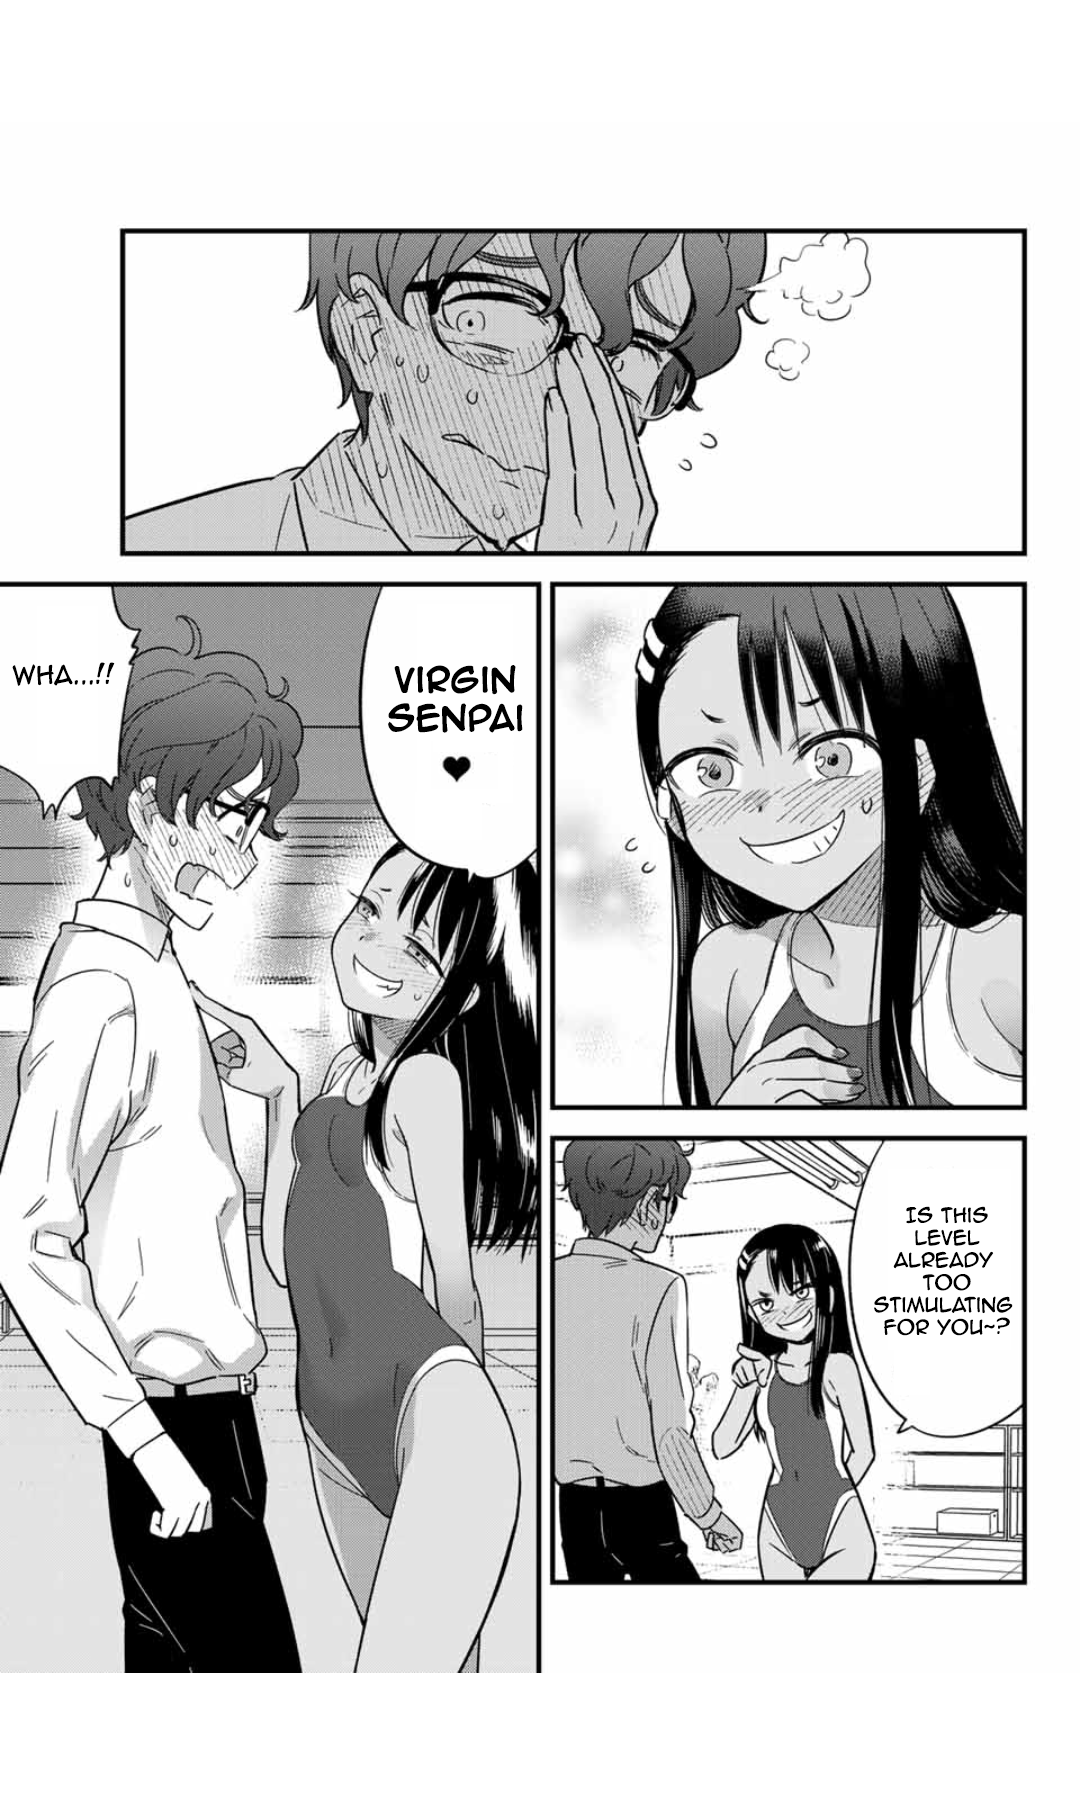 IS THIS
LEVEL
ALREADY
TOO
STIMULATING
FOR YOU~?
VIRGIN
SENPAI
♥
WHA...!!